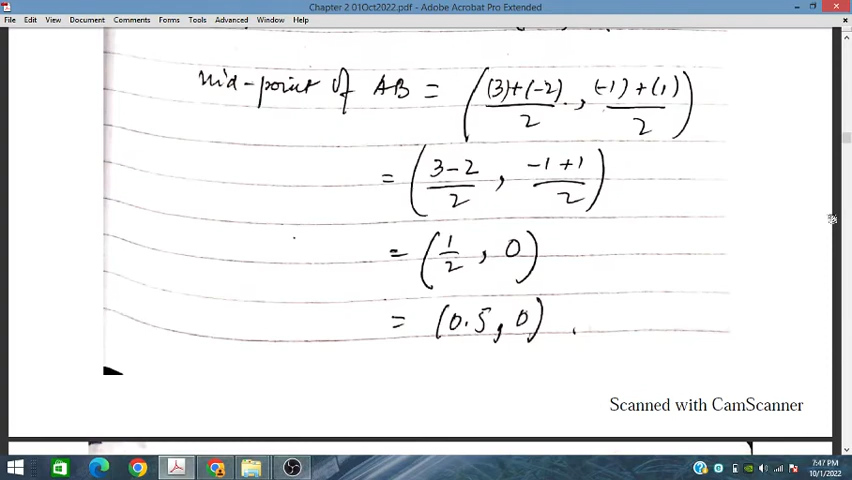 Chapter 2 01Oct2022.pdf - Adobe Acrobat Pro Extended
File Edit View Document Comments Forms Tools Advanced Window Help
Mid-point of AB = ((3)+(-2)/2, (-1)+(1)/2)
= (3-2/2, -1+1/2)
= (1/2, 0)
= (0.5, 0).
Scanned with CamScanner
7:47 PM
10/1/2022